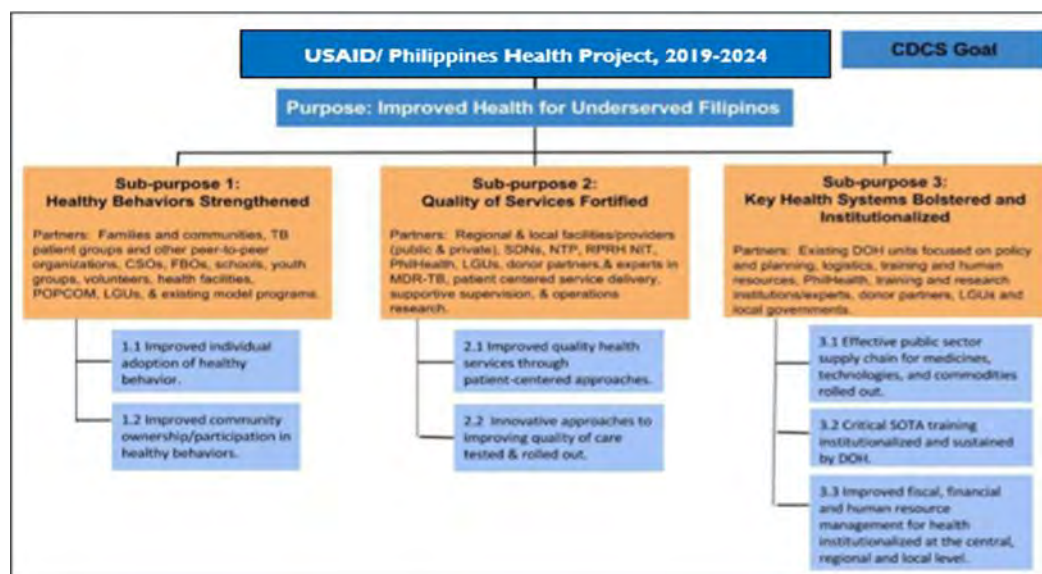 USAID/ Philippines Health Project, 2019-2024
CDCS Goal
Purpose: Improved Health for Underserved Filipinos
Sub-purpose 1:
Healthy Behaviors Strengthened
Partners: Families and communities, TB
patient groups and other peer-to-peer
organizations, CSOs, FBOs, schools, youth
groups, volunteers, health facilities,
POPCOM, LGUs, & existing model programs.
1.1 Improved individual
adoption of healthy
behavior.
1.2 Improved community
ownership/participation in
healthy behaviors.
Sub-purpose 2:
Quality of Services Fortified
Partners: Regional & local facilities/providers
(public & private), SDNs, NTP, RPRH NIT,
PhilHealth, LGUs, donor partners & experts in
MDR-TB, patient centered service delivery,
supportive supervision, & operations
research.
2.1 Improved quality health
services through
patient-centered approaches.
2.2 Innovative approaches to
improving quality of care
tested & rolled out.
Sub-purpose 3:
Key Health Systems Bolstered and
Institutionalized
Partners: Existing DOH units focused on policy
and planning, logistics, training and human
resources, PhilHealth, training and research
institutions/experts, donor partners, LGUs and
local governments.
3.1 Effective public sector
supply chain for medicines,
technologies, and commodities
rolled out.
3.2 Critical SOTA training
institutionalized and sustained
by DOH.
3.3 Improved fiscal, financial
and human resource
management for health
institutionalized at the central,
regional and local level.